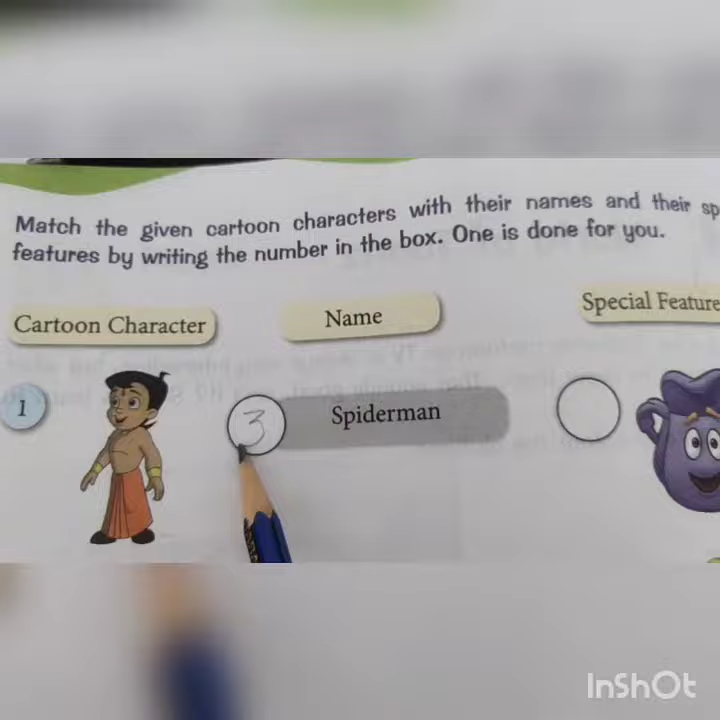 Match the given cartoon characters with their names and their sp
features by writing the number in the box. One is done for you.
Cartoon Character
Name
Special Feature
1
3
Spiderman
InShOt